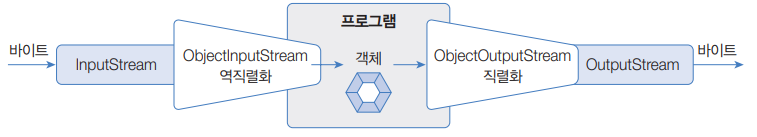 프로그램
바이트
InputStream
ObjectInputStream
역직렬화
객체
ObjectOutputStream
직렬화
OutputStream
바이트